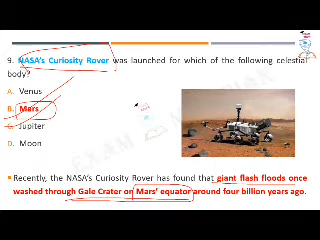 9. NASA's Curiosity Rover was launched for which of the following celestial
body?
A. Venus
B. Mars
C. Jupiter
D. Moon
Recently, the NASA's Curiosity Rover has found that giant flash floods once
washed through Gale Crater on Mars' equator around four billion years ago.